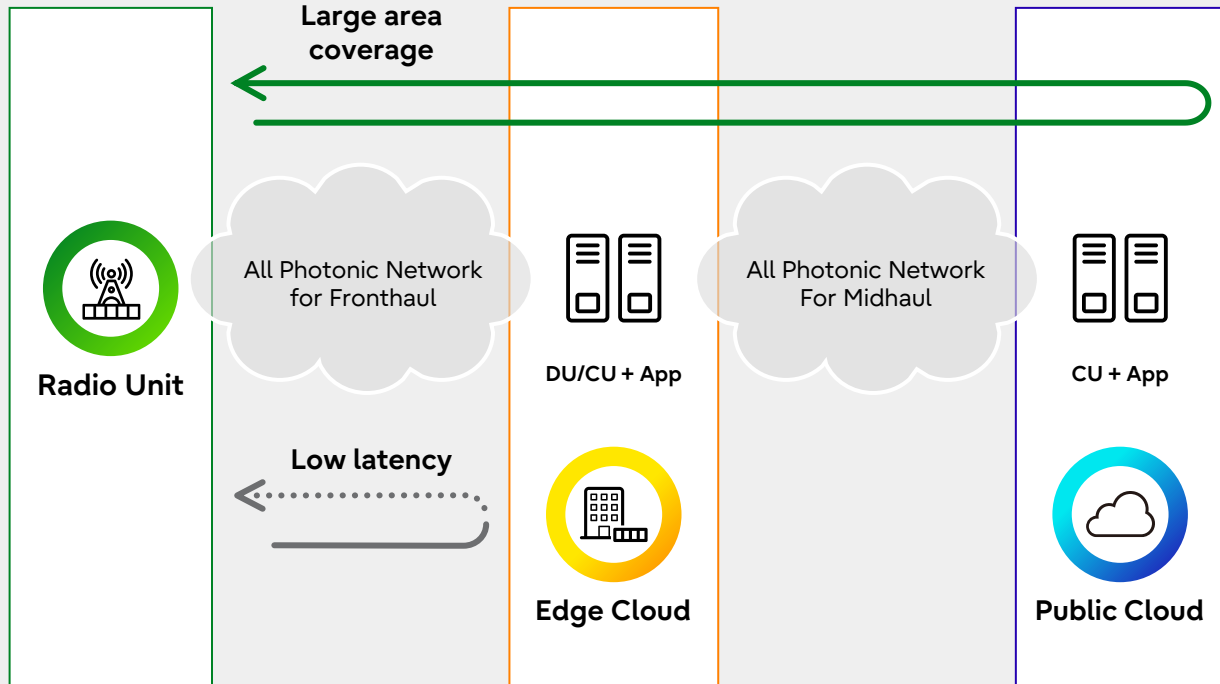 Large area
coverage
All Photonic Network
for Fronthaul
All Photonic Network
For Midhaul
Radio Unit
DU/CU + App
CU + App
Low latency
Edge Cloud
Public Cloud